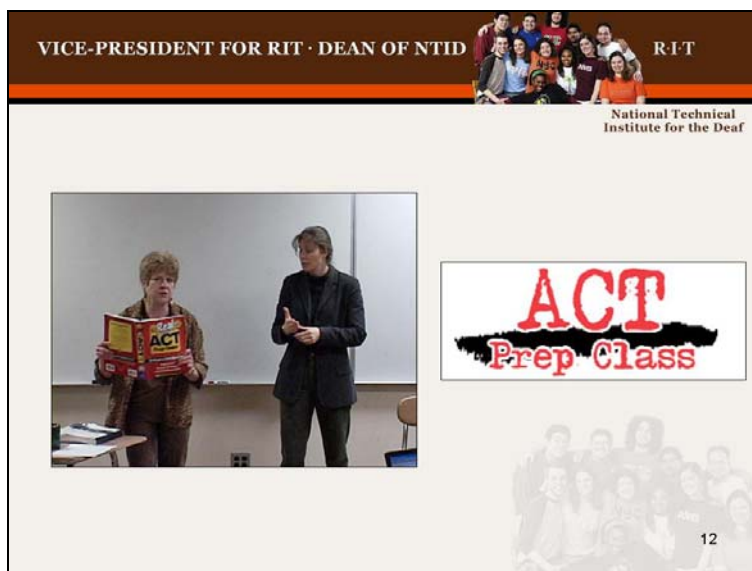 VICE-PRESIDENT FOR RIT · DEAN OF NTID
R·I·T
National Technical
Institute for the Deaf
ACT
ACT
Prep Class
12